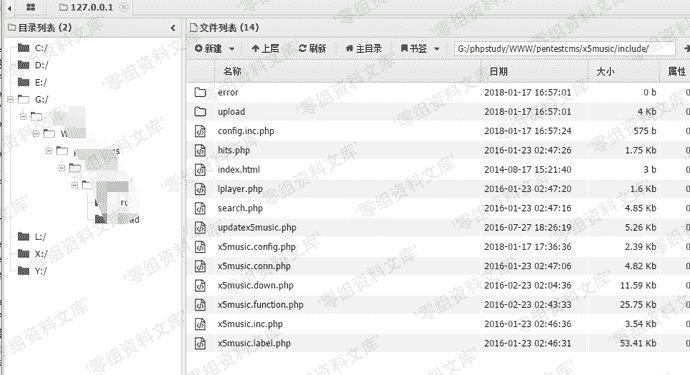 127.0.0.1
目录列表 (2)
文件列表 (14)
新建 上层 刷新 主目录 书签 G:/phpstudy/WWW/pentestcms/x5music/include/
名称 日期 大小 属性
C:/
D:/
E:/
G:/
L:/
X:/
Y:/
error 2018-01-17 16:57:01 0 b 0
upload 2018-01-17 16:57:01 4 Kb 0
config.inc.php 2018-01-17 16:57:24 575 b 0
hits.php 2016-01-23 02:47:26 1.75 Kb 0
index.html 2014-08-17 15:21:40 3 b 0
lplayer.php 2016-01-23 02:47:20 1.6 Kb 0
search.php 2016-01-23 02:47:16 4.85 Kb 0
updatex5music.php 2016-07-27 18:26:19 5.26 Kb 0
x5music.config.php 2018-01-17 17:36:36 2.39 Kb 0
x5music.conn.php 2016-01-23 02:47:06 4.82 Kb 0
x5music.down.php 2016-02-23 02:04:36 11.59 Kb 0
x5music.function.php 2016-02-23 02:43:33 25.75 Kb 0
x5music.inc.php 2016-01-23 02:46:36 3.54 Kb 0
x5music.label.php 2016-01-23 02:46:31 53.41 Kb 0
'零组资料文库'